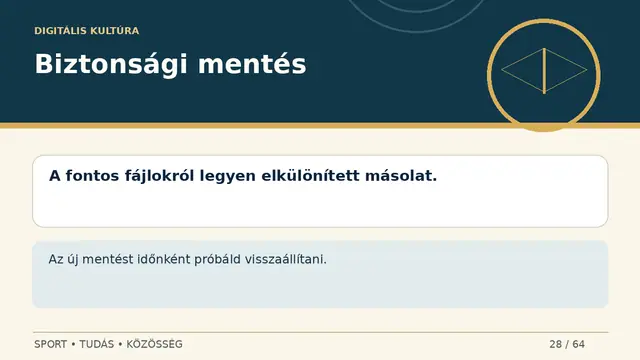 DIGITÁLIS KULTÚRA
Biztonsági mentés
A fontos fájlokról legyen elkülönített másolat.
Az új mentést időnként próbáld visszaállítani.
SPORT • TUDÁS • KÖZÖSSÉG
28 / 64